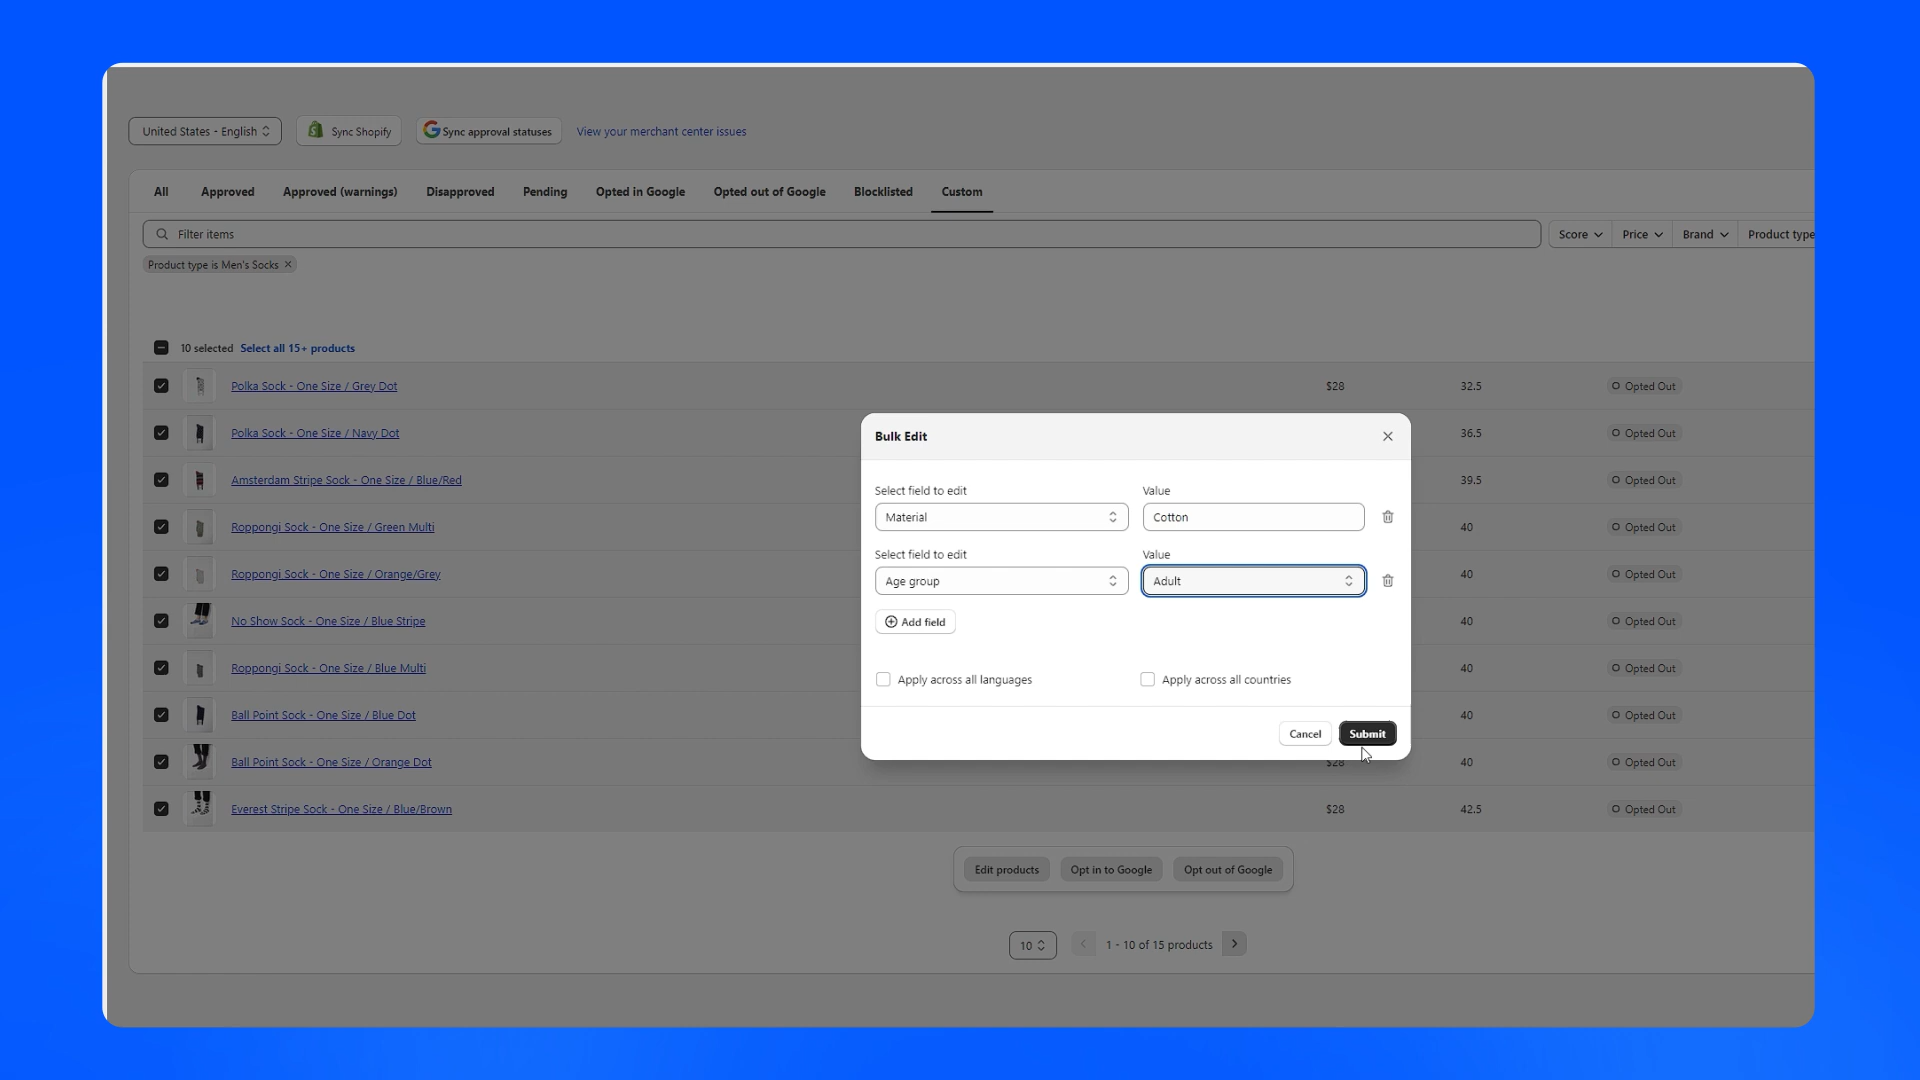 United States - English
Sync Shopify
Sync approval statuses
View your merchant center issues
All
Approved
Approved (warnings)
Disapproved
Pending
Opted in Google
Opted out of Google
Blocklisted
Custom
Filter items
Score
Price
Brand
Product type
Product type is Men's Socks
10 selected
Select all 15+ products
Polka Sock - One Size / Grey Dot
$28
32.5
Opted Out
Polka Sock - One Size / Navy Dot
36.5
Opted Out
Amsterdam Stripe Sock - One Size / Blue/Red
39.5
Opted Out
Roppongi Sock - One Size / Green Multi
40
Opted Out
Roppongi Sock - One Size / Orange/Grey
40
Opted Out
No Show Sock - One Size / Blue Stripe
40
Opted Out
Roppongi Sock - One Size / Blue Multi
40
Opted Out
Ball Point Sock - One Size / Blue Dot
40
Opted Out
Ball Point Sock - One Size / Orange Dot
$28
40
Opted Out
Everest Stripe Sock - One Size / Blue/Brown
$28
42.5
Opted Out
Bulk Edit
Select field to edit
Value
Material
Cotton
Select field to edit
Value
Age group
Adult
Add field
Apply across all languages
Apply across all countries
Cancel
Submit
Edit products
Opt in to Google
Opt out of Google
10
1 - 10 of 15 products